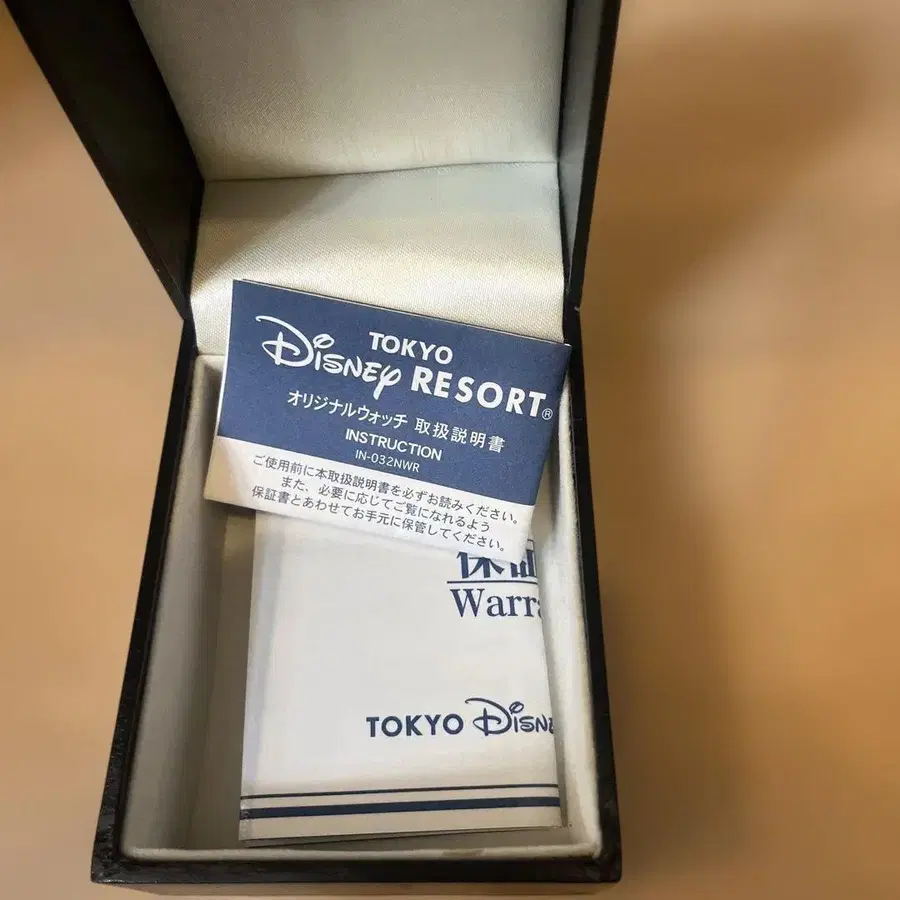 TOKYO
Disney RESORT®
オリジナルウォッチ 取扱説明書
INSTRUCTION
IN-032NWR
ご使用前に本取扱説明書を必ずお読みください。
また、必要に応じてご覧になれるよう
保証書とあわせてお手元に保管してください。
保証
Warra
TOKYO Disne